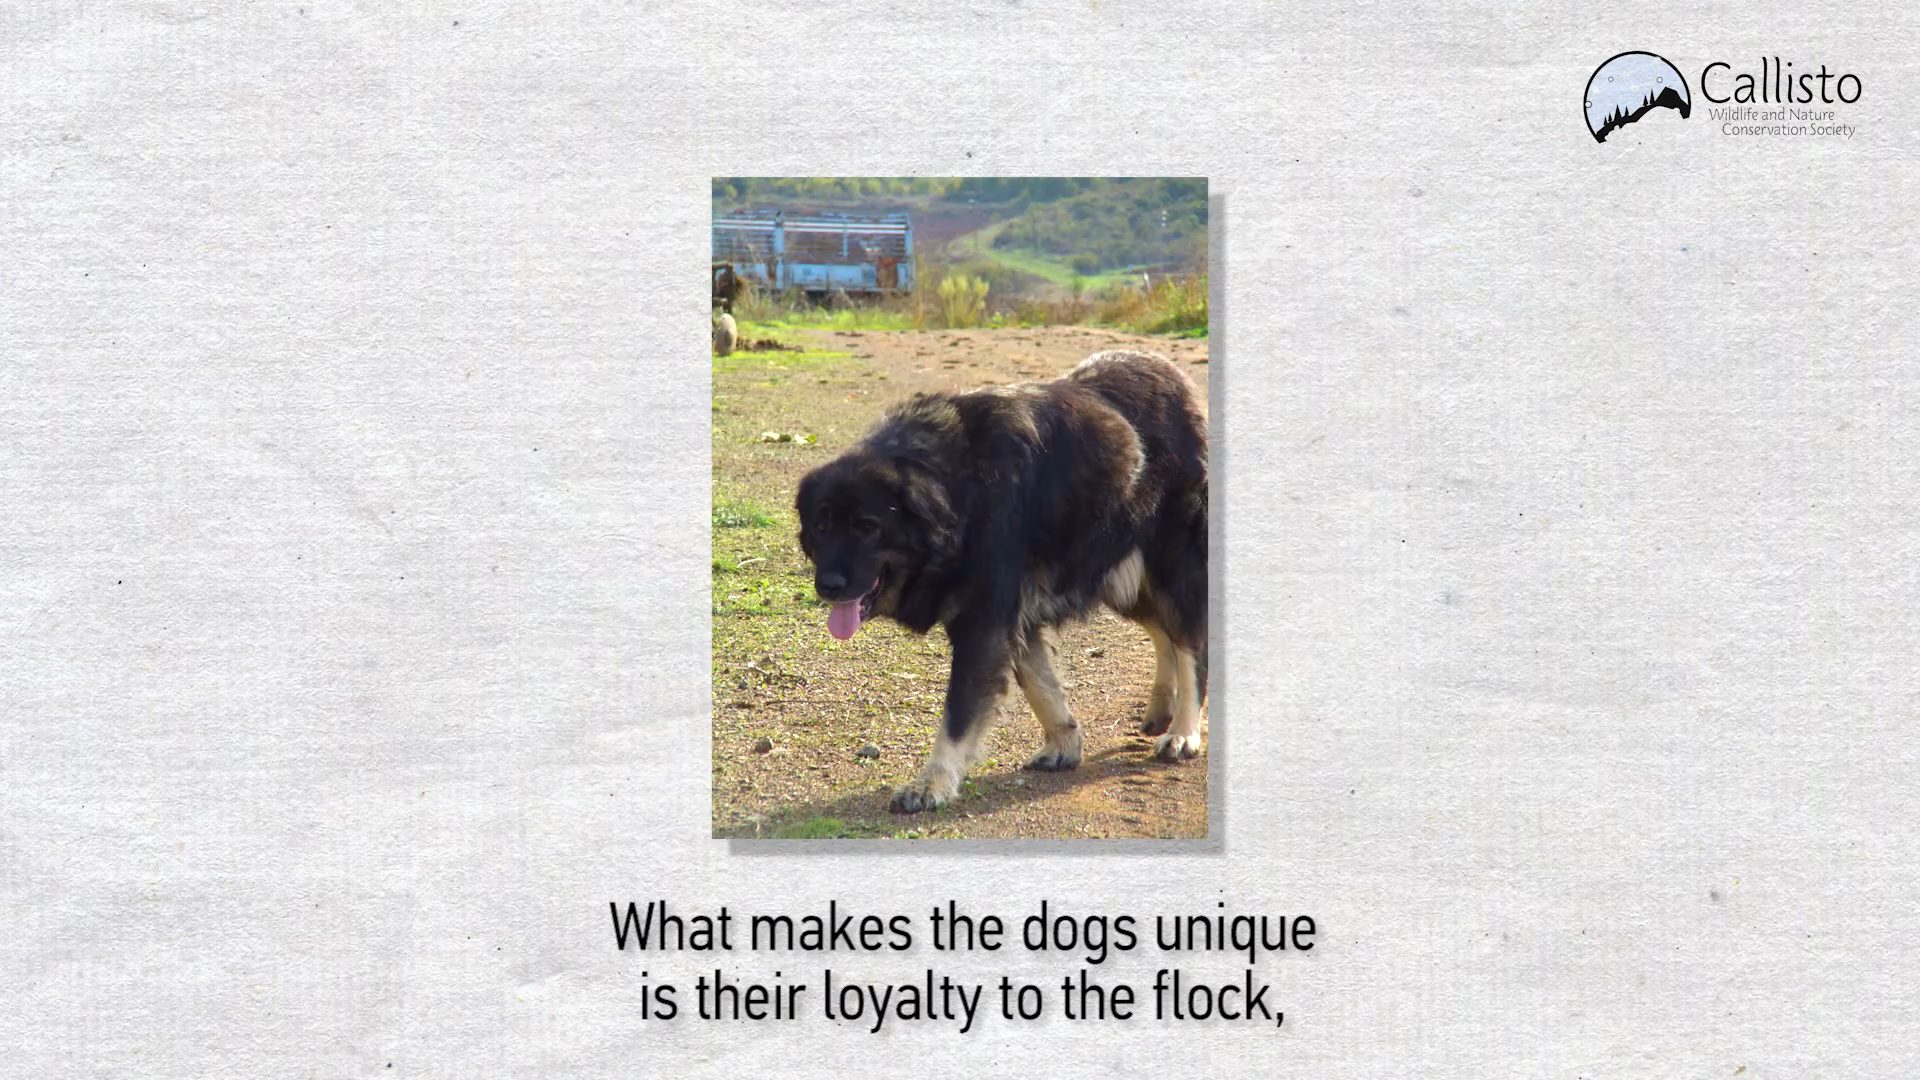 Callisto
Wildlife and Nature
Conservation Society
What makes the dogs unique
is their loyalty to the flock,